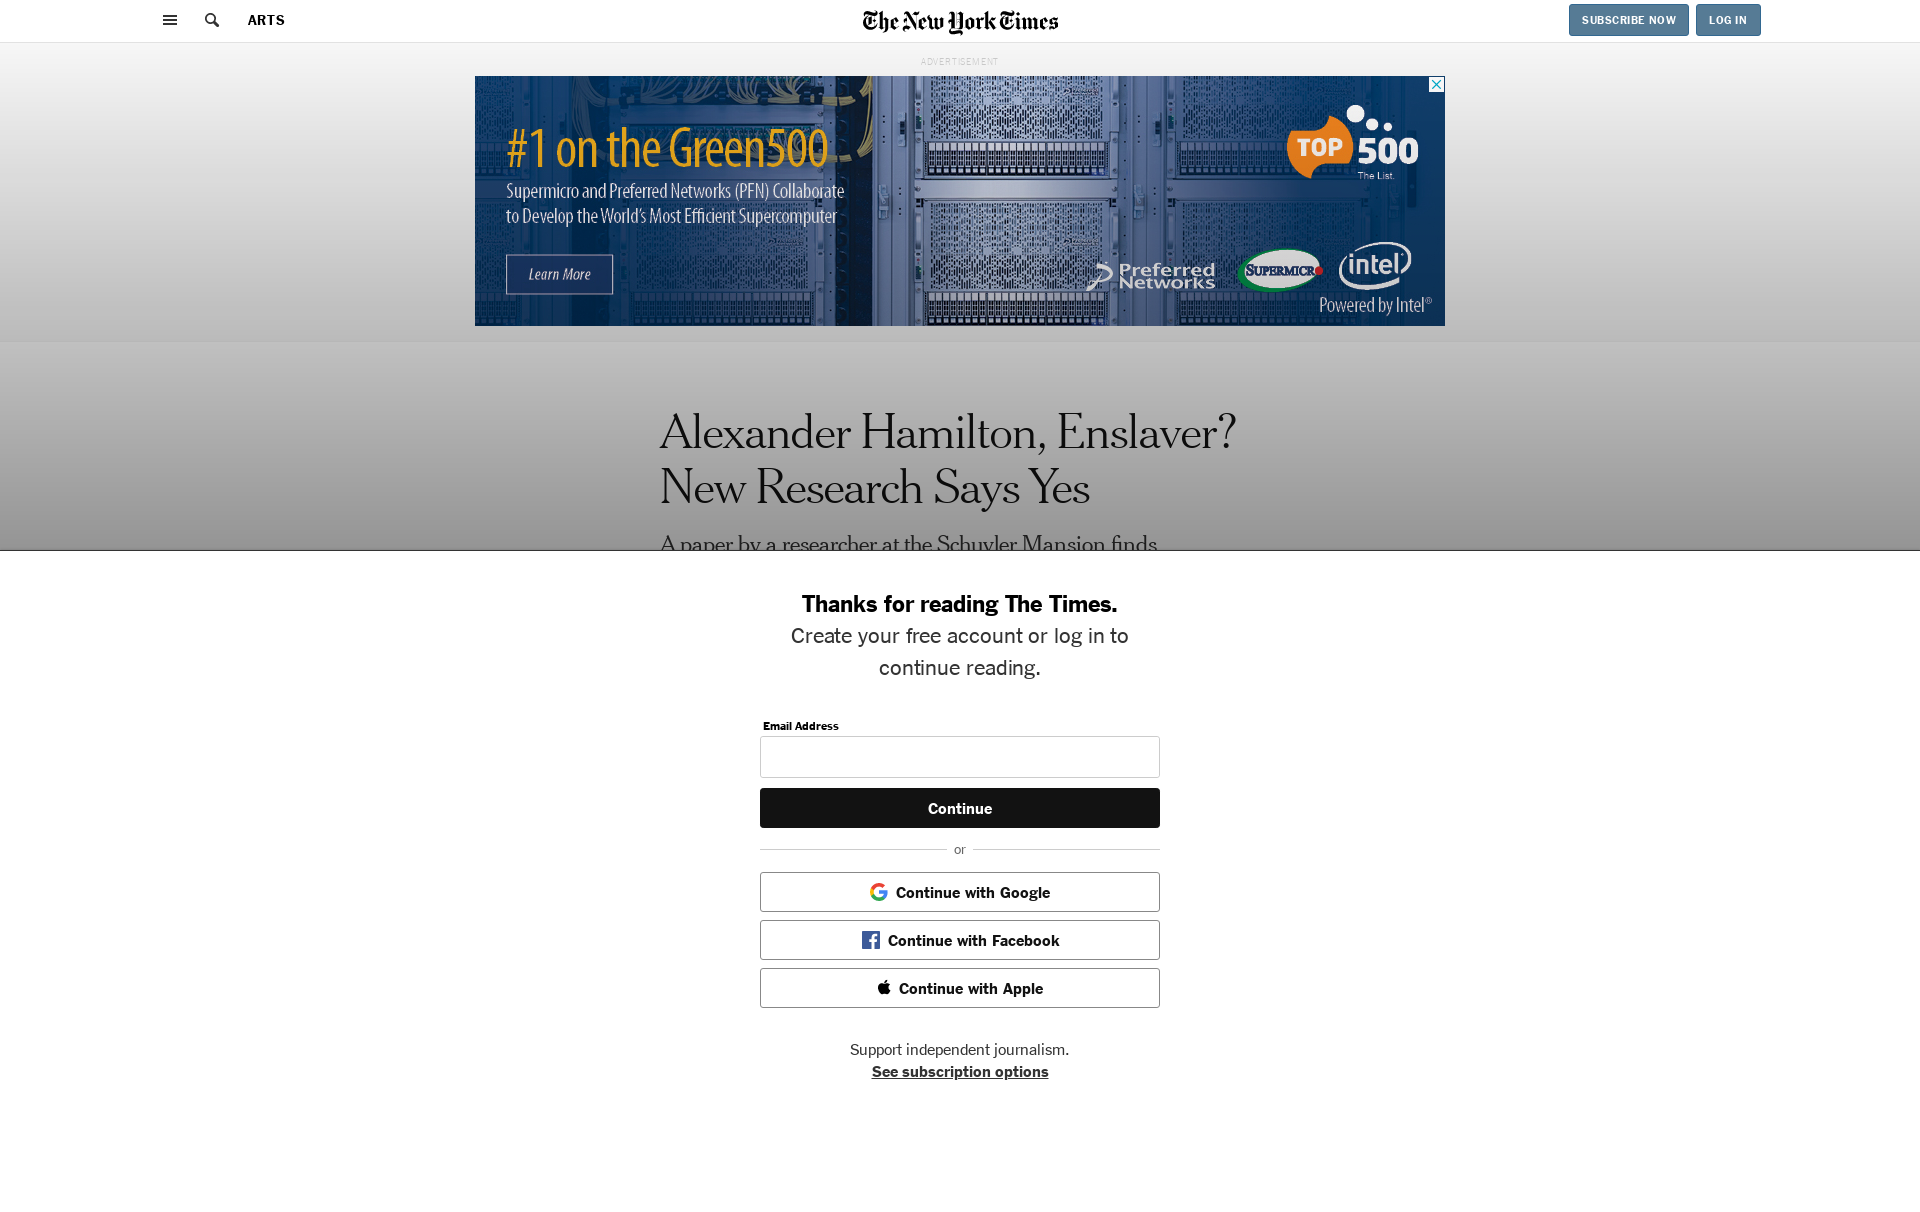 ARTS
The New York Times
SUBSCRIBE NOW
LOG IN
ADVERTISEMENT
#1 on the Green500
Supermicro and Preferred Networks (PFN) Collaborate
to Develop the World's Most Efficient Supercomputer
Learn More
TOP 500
The List.
Preferred
Networks
SUPERMICR
intel
Powered by Intel®
Alexander Hamilton, Enslaver?
New Research Says Yes
A paper by a researcher at the Schuyler Mansion finds
Thanks for reading The Times.
Create your free account or log in to
continue reading.
Email Address
Continue
or
Continue with Google
Continue with Facebook
Continue with Apple
Support independent journalism.
See subscription options